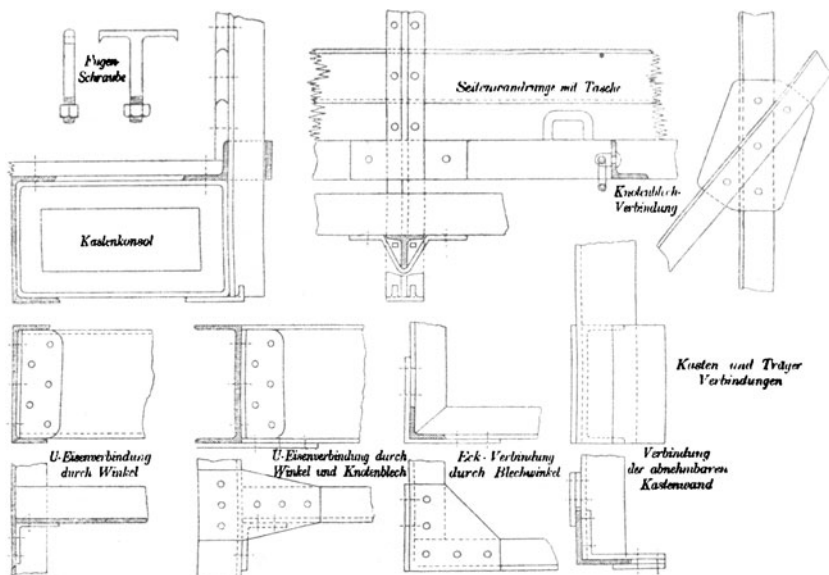 Fugen-
Schraube
Seitenwandrunge mit Tasche
Kastenkonsol
Knotenblech-
Verbindung
Kasten und Träger
Verbindungen
U-Eisenverbindung
durch Winkel
U-Eisenverbindung durch
Winkel und Knotenblech
Eck-Verbindung
durch Blechwinkel
Verbindung
der abnehmbaren
Kastenwand